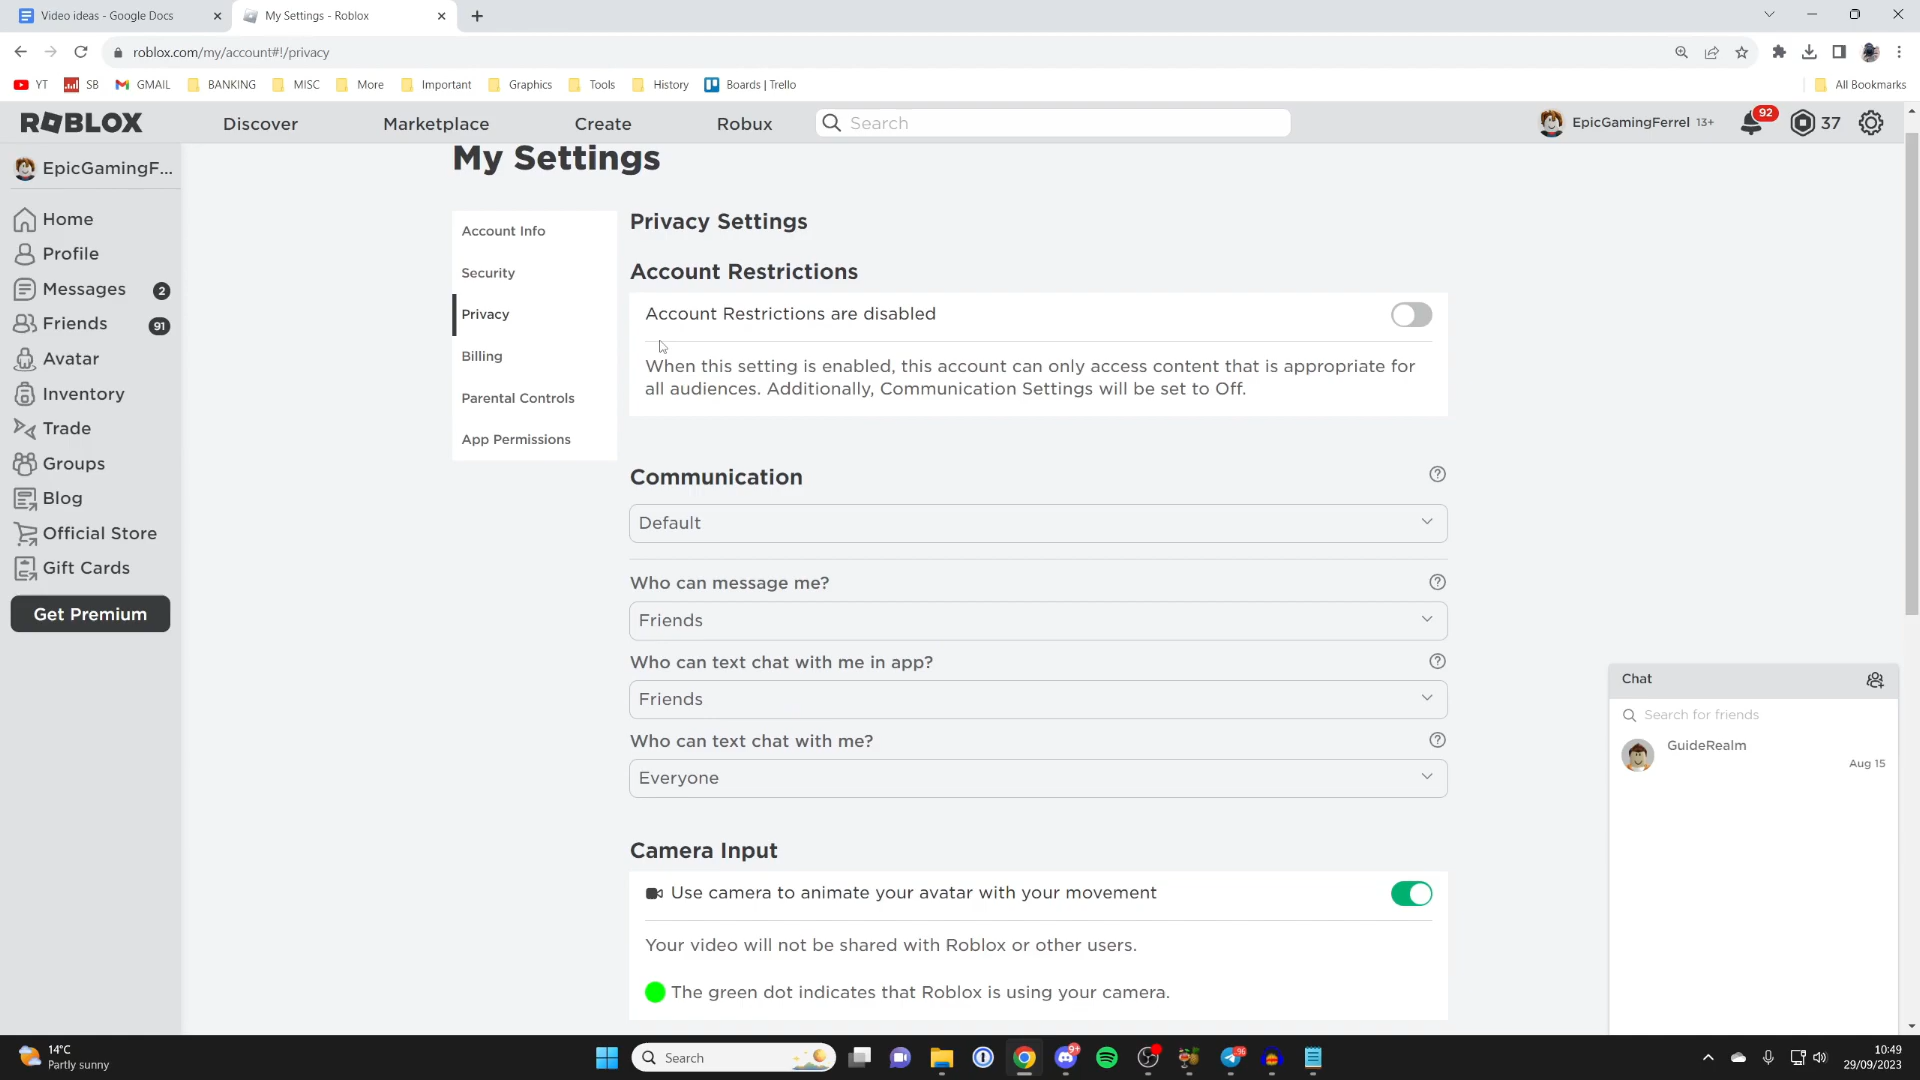 Video ideas - Google Docs
My Settings - Roblox
roblox.com/my/account#!/privacy
YT
SB
GMAIL
BANKING
MISC
More
Important
Graphics
Tools
History
Boards | Trello
All Bookmarks
ROBLOX
Discover
Marketplace
Create
Robux
Search
EpicGamingFerrel 13+
92
37
EpicGamingF...
Home
Profile
Messages 2
Friends 91
Avatar
Inventory
Trade
Groups
Blog
Official Store
Gift Cards
Get Premium
My Settings
Account Info
Security
Privacy
Billing
Parental Controls
App Permissions
Privacy Settings
Account Restrictions
Account Restrictions are disabled
When this setting is enabled, this account can only access content that is appropriate for
all audiences. Additionally, Communication Settings will be set to Off.
Communication
Default
Who can message me?
Friends
Who can text chat with me in app?
Friends
Who can text chat with me?
Everyone
Camera Input
Use camera to animate your avatar with your movement
Your video will not be shared with Roblox or other users.
The green dot indicates that Roblox is using your camera.
Chat
Search for friends
GuideRealm
Aug 15
14°C
Partly sunny
Search
9+
96
10:49
29/09/2023